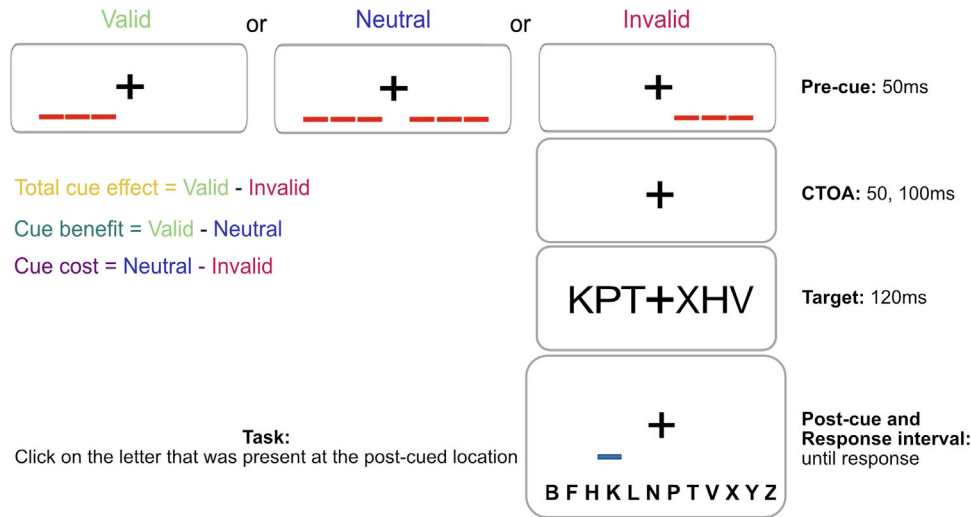 Valid or Neutral or Invalid
Pre-cue: 50ms
Total cue effect = Valid - Invalid
Cue benefit = Valid - Neutral
Cue cost = Neutral - Invalid
CTOA: 50, 100ms
KPT+XHV
Target: 120ms
Task:
Click on the letter that was present at the post-cued location
B F H K L N P T V X Y Z
Post-cue and
Response interval:
until response